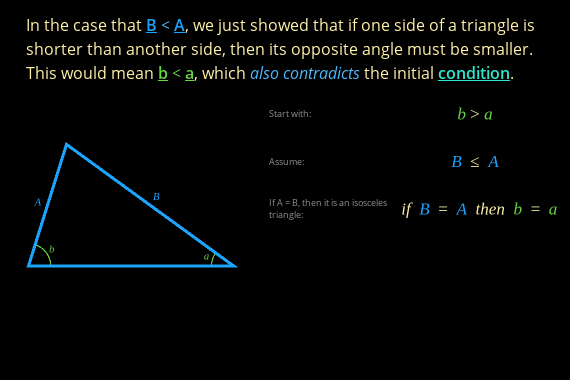 In the case that B < A, we just showed that if one side of a triangle is
shorter than another side, then its opposite angle must be smaller.
This would mean b < a, which also contradicts the initial condition.
Start with:
b > a
Assume:
B ≤ A
If A = B, then it is an isosceles
triangle:
if B = A then b = a
A
B
b
a